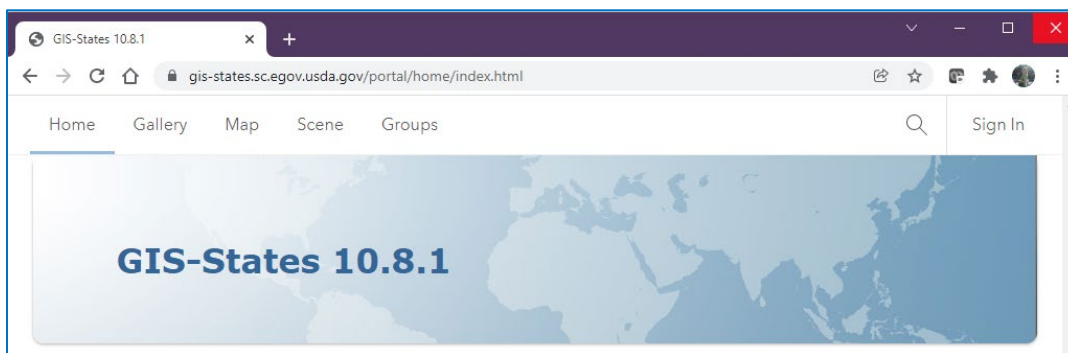 GIS-States 10.8.1
gis-states.sc.egov.usda.gov/portal/home/index.html
Home Gallery Map Scene Groups Sign In
GIS-States 10.8.1